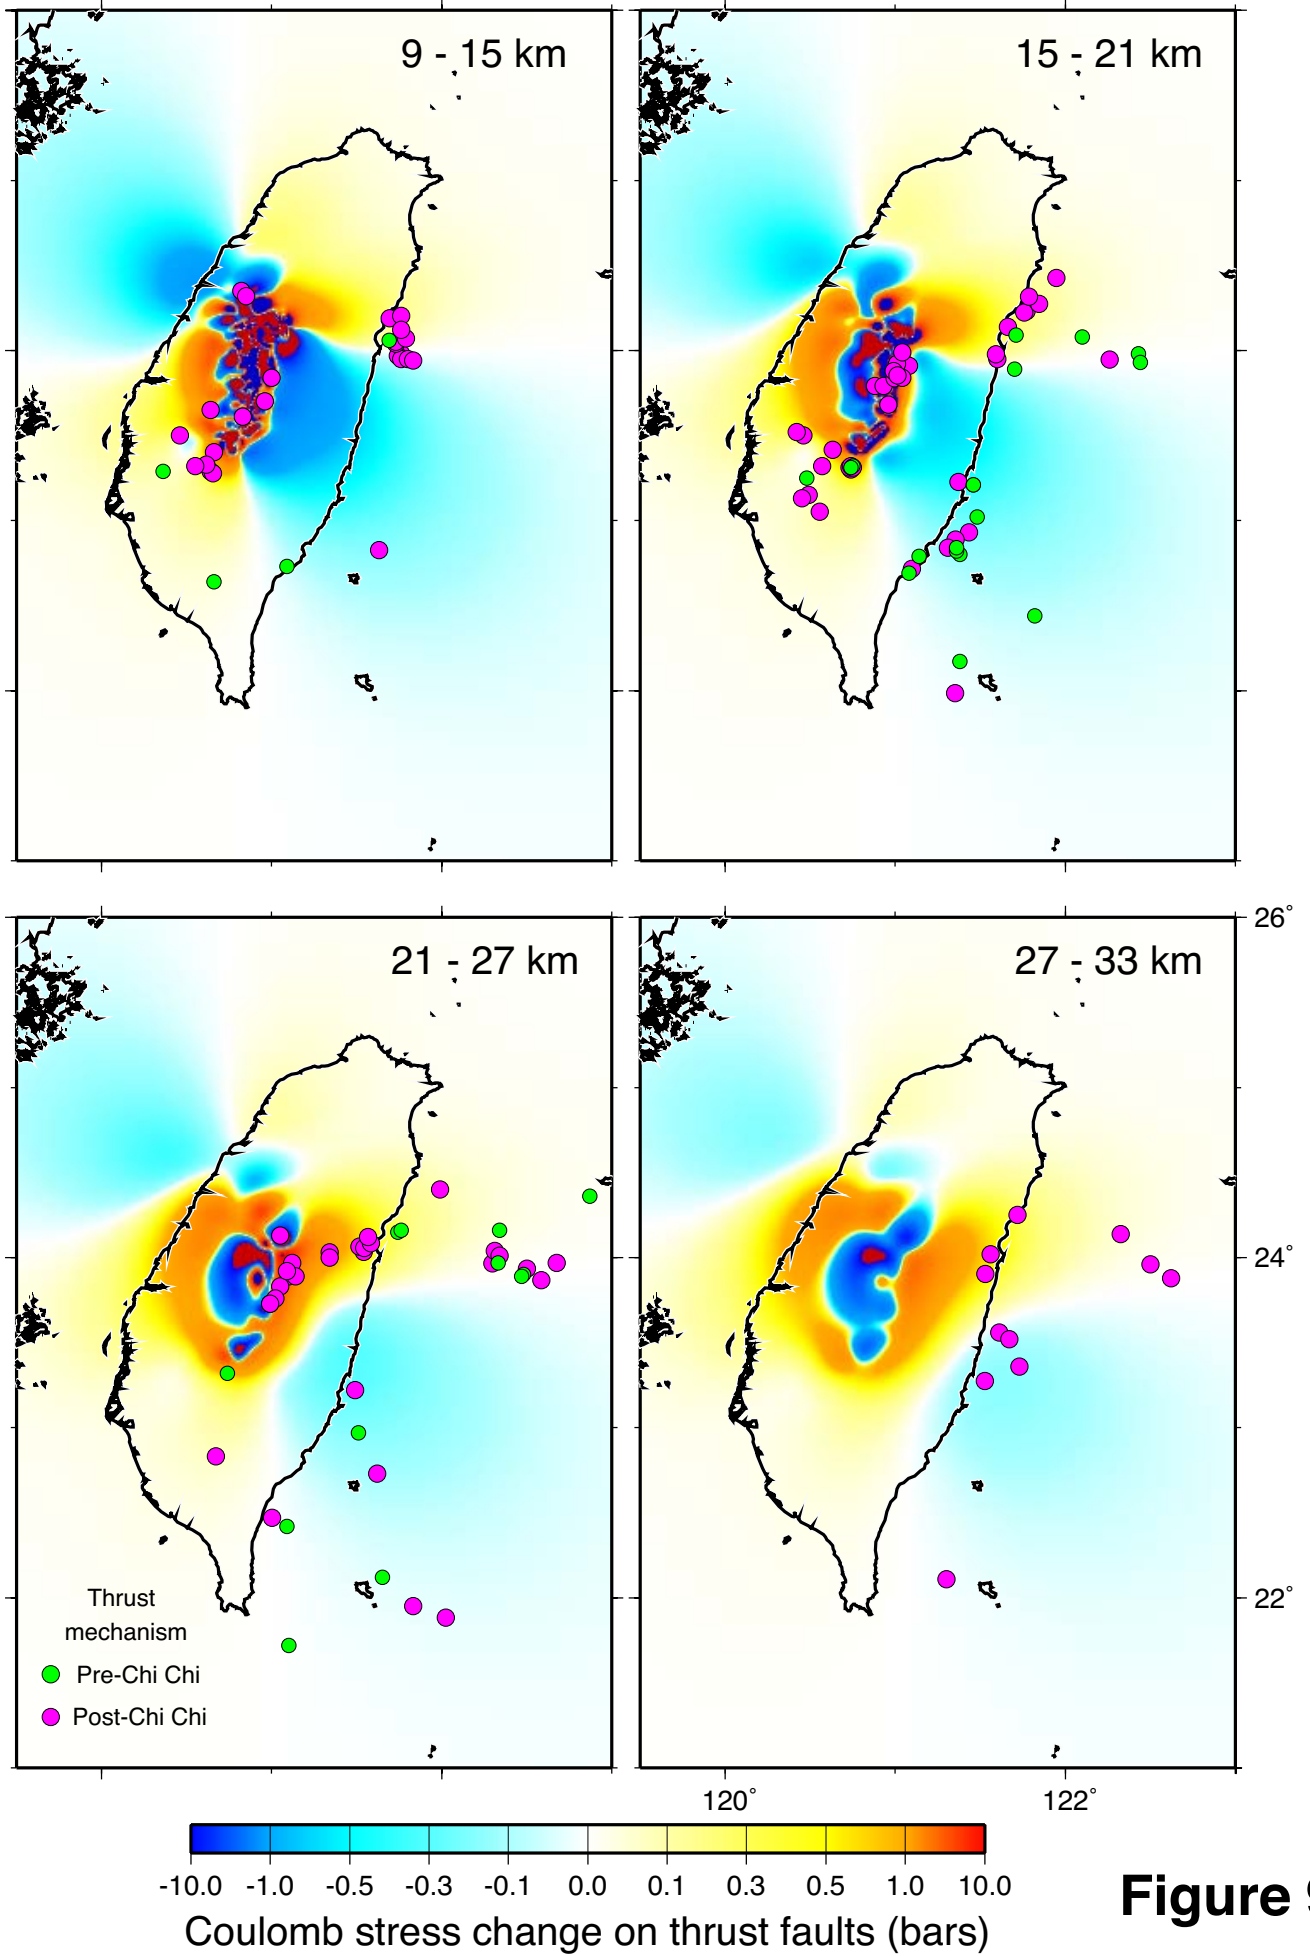 9 - 15 km
15 - 21 km
21 - 27 km
27 - 33 km
26°
24°
22°
Thrust
mechanism
Pre-Chi Chi
Post-Chi Chi
120°
122°
-10.0 -1.0 -0.5 -0.3 -0.1 0.0 0.1 0.3 0.5 1.0 10.0
Coulomb stress change on thrust faults (bars)
Figure